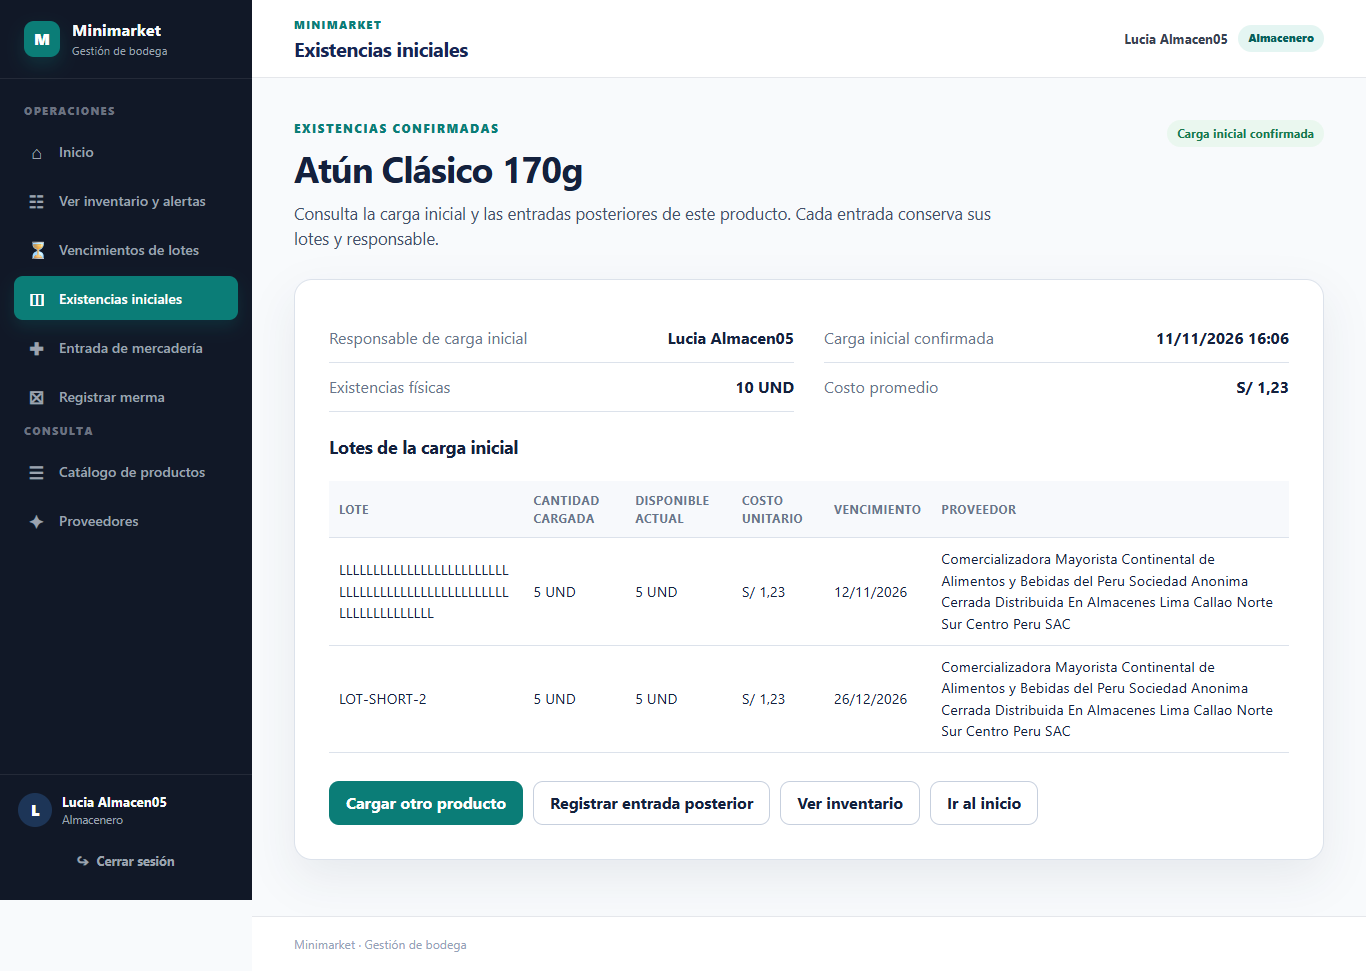 M
Minimarket
Gestión de bodega
OPERACIONES
Inicio
Ver inventario y alertas
Vencimientos de lotes
Existencias iniciales
Entrada de mercadería
Registrar merma
CONSULTA
Catálogo de productos
Proveedores
L
Lucia Almacen05
Almacenero
Cerrar sesión
MINIMARKET
Existencias iniciales
Lucia Almacen05
Almacenero
EXISTENCIAS CONFIRMADAS
Carga inicial confirmada
Atún Clásico 170g
Consulta la carga inicial y las entradas posteriores de este producto. Cada entrada conserva sus
lotes y responsable.
Responsable de carga inicial Lucia Almacen05
Carga inicial confirmada 11/11/2026 16:06
Existencias físicas 10 UND
Costo promedio S/ 1,23
Lotes de la carga inicial
LOTE
CANTIDAD
CARGADA
DISPONIBLE
ACTUAL
COSTO
UNITARIO
VENCIMIENTO
PROVEEDOR
LLLLLLLLLLLLLLLLLLLLLLLLL
LLLLLLLLLLLLLLLLLLLLLLLLL
LLLLLLLLLLLLLL
5 UND
5 UND
S/ 1,23
12/11/2026
Comercializadora Mayorista Continental de
Alimentos y Bebidas del Peru Sociedad Anonima
Cerrada Distribuida En Almacenes Lima Callao Norte
Sur Centro Peru SAC
LOT-SHORT-2
5 UND
5 UND
S/ 1,23
26/12/2026
Comercializadora Mayorista Continental de
Alimentos y Bebidas del Peru Sociedad Anonima
Cerrada Distribuida En Almacenes Lima Callao Norte
Sur Centro Peru SAC
Cargar otro producto
Registrar entrada posterior
Ver inventario
Ir al inicio
Minimarket · Gestión de bodega